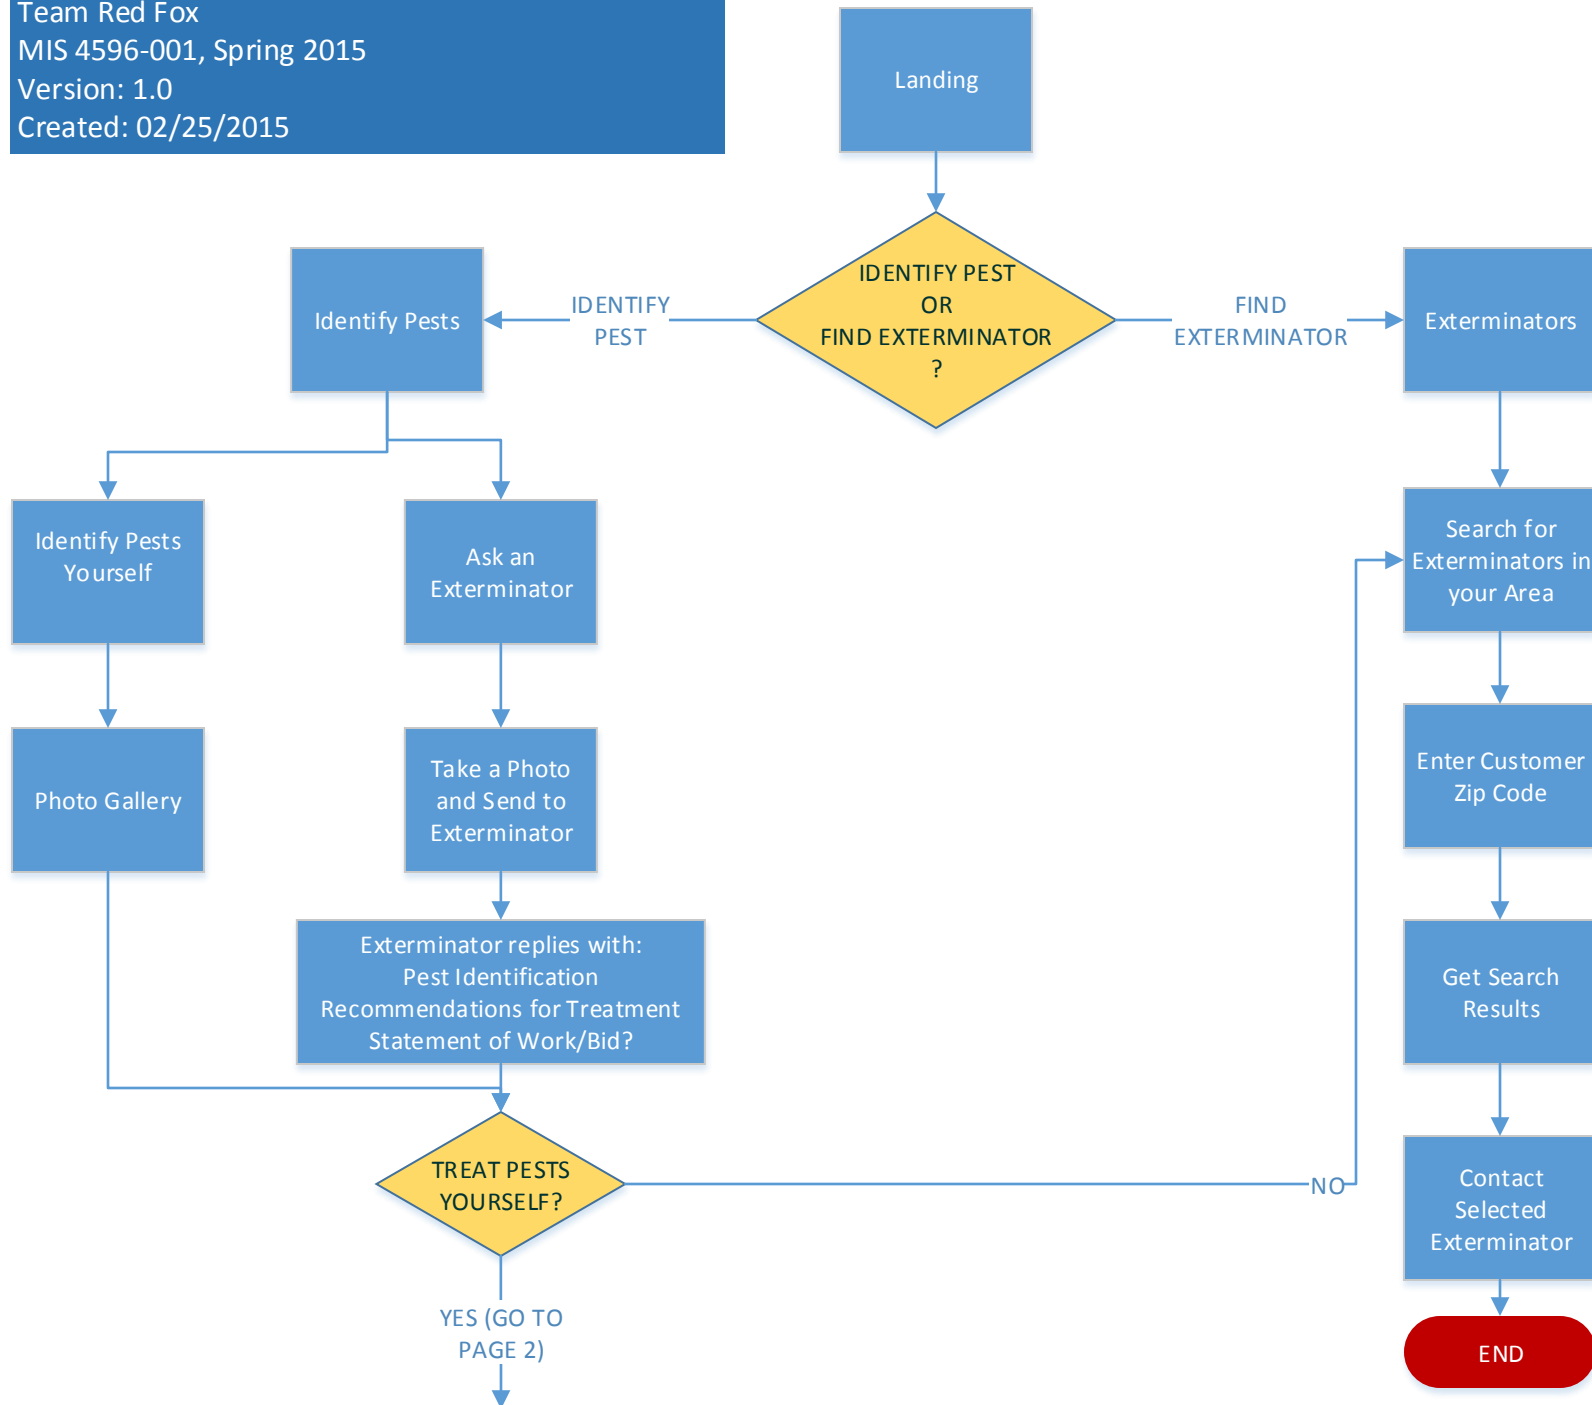 Team Red Fox
MIS 4596-001, Spring 2015
Version: 1.0
Created: 02/25/2015
Landing
IDENTIFY PEST
OR
FIND EXTERMINATOR
?
IDENTIFY
PEST
FIND
EXTERMINATOR
Identify Pests
Exterminators
Identify Pests
Yourself
Ask an
Exterminator
Search for
Exterminators in
your Area
Photo Gallery
Take a Photo
and Send to
Exterminator
Enter Customer
Zip Code
Exterminator replies with:
Pest Identification
Recommendations for Treatment
Statement of Work/Bid?
Get Search
Results
TREAT PESTS
YOURSELF?
NO
Contact
Selected
Exterminator
YES (GO TO
PAGE 2)
END